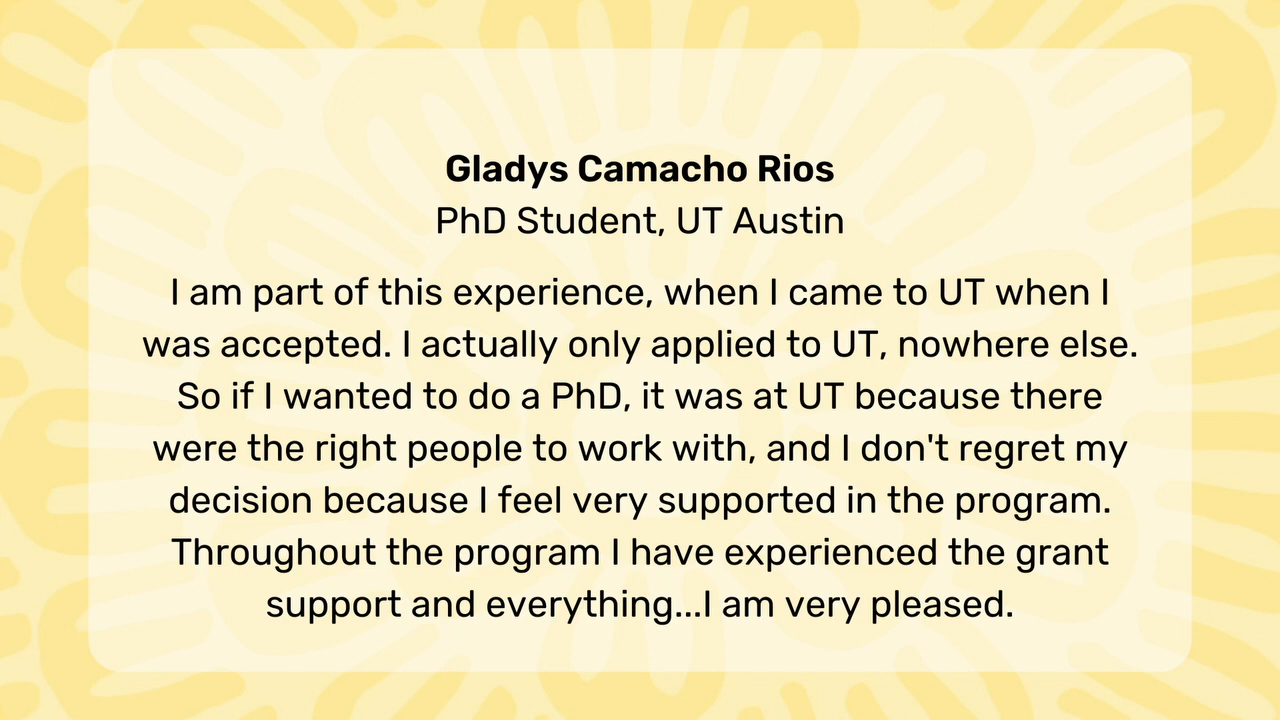 Gladys Camacho Rios
PhD Student, UT Austin
I am part of this experience, when I came to UT when I
was accepted. I actually only applied to UT, nowhere else.
So if I wanted to do a PhD, it was at UT because there
were the right people to work with, and I don't regret my
decision because I feel very supported in the program.
Throughout the program I have experienced the grant
support and everything...I am very pleased.